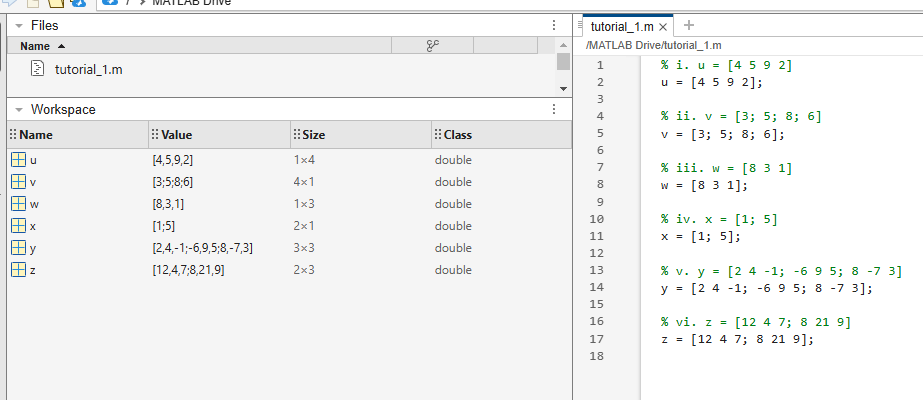 MATLAB Drive
Files
Name
tutorial_1.m
Workspace
Name Value Size Class
u [4,5,9,2] 1×4 double
v [3;5;8;6] 4×1 double
w [8,3,1] 1×3 double
x [1;5] 2×1 double
y [2,4,-1;-6,9,5;8,-7,3] 3×3 double
z [12,4,7;8,21,9] 2×3 double
tutorial_1.m × +
/MATLAB Drive/tutorial_1.m
1 % i. u = [4 5 9 2]
2 u = [4 5 9 2];
3
4 % ii. v = [3; 5; 8; 6]
5 v = [3; 5; 8; 6];
6
7 % iii. w = [8 3 1]
8 w = [8 3 1];
9
10 % iv. x = [1; 5]
11 x = [1; 5];
12
13 % v. y = [2 4 -1; -6 9 5; 8 -7 3]
14 y = [2 4 -1; -6 9 5; 8 -7 3];
15
16 % vi. z = [12 4 7; 8 21 9]
17 z = [12 4 7; 8 21 9];
18